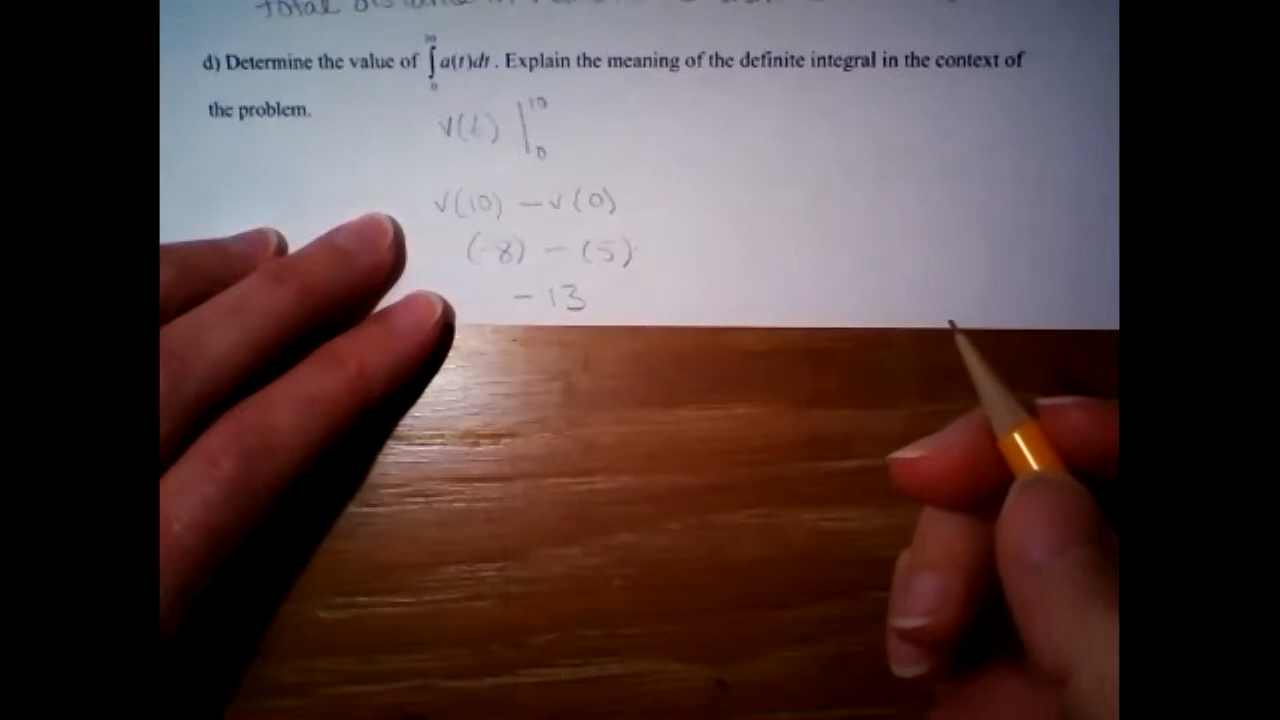 total
d) Determine the value of ∫₀¹⁰ a(t)dt. Explain the meaning of the definite integral in the context of
the problem.
v(t) |₀¹⁰
v(10) - v(0)
(-8) - (5)
-13